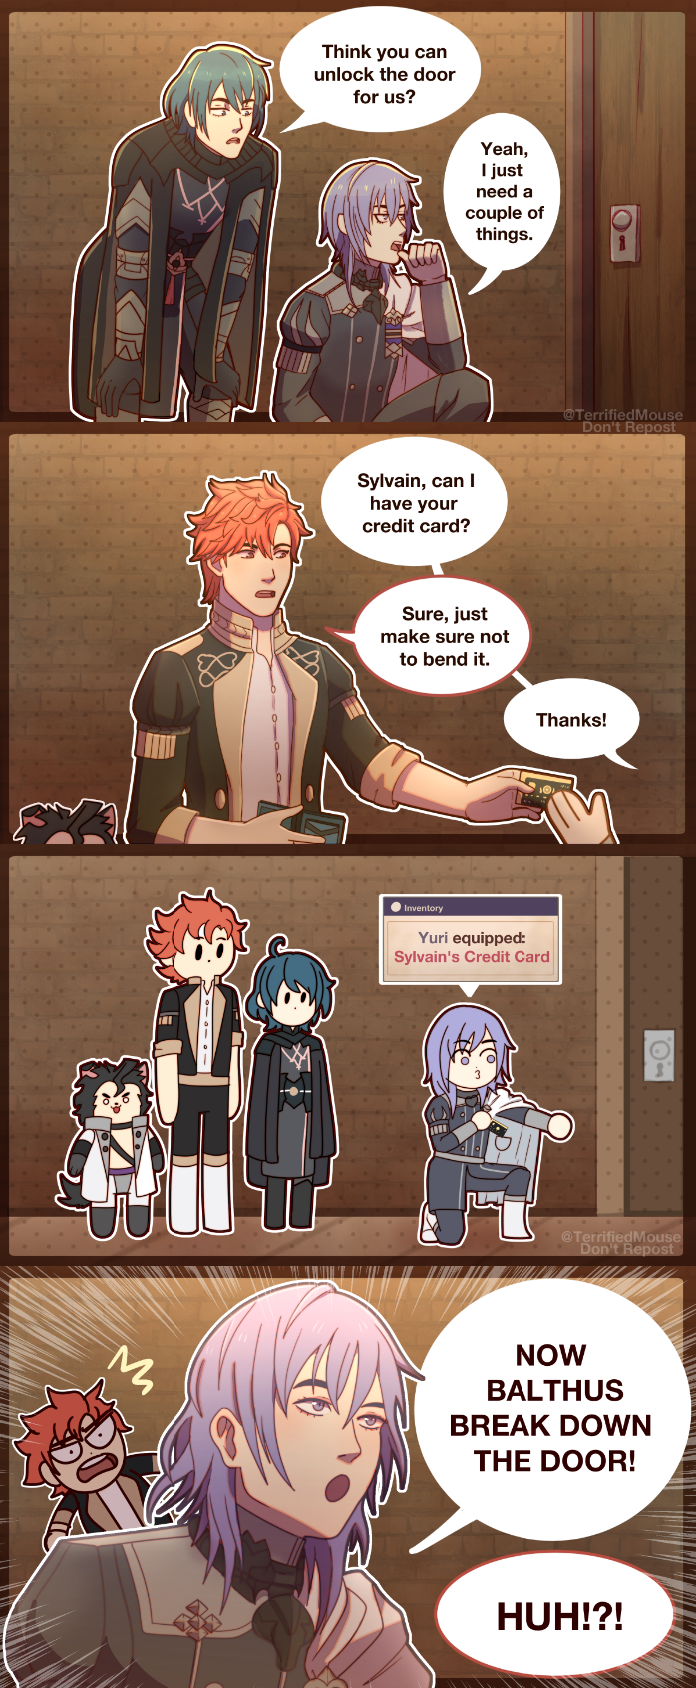 Think you can
unlock the door
for us?
Yeah,
I just
need a
couple of
things.
@TerrifiedMouse
Don't Repost
Sylvain, can I
have your
credit card?
Sure, just
make sure not
to bend it.
Thanks!
Inventory
Yuri equipped:
Sylvain's Credit Card
@TerrifiedMouse
Don't Repost
NOW
BALTHUS
BREAK DOWN
THE DOOR!
HUH!?!